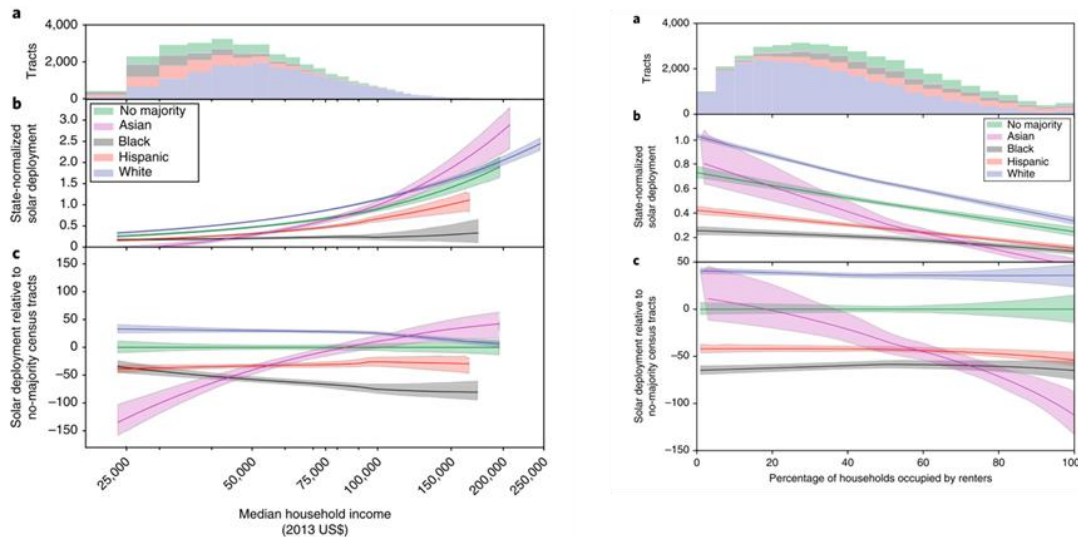 a
4,000
2,000
0
Tracts
b
No majority
Asian
Black
Hispanic
White
3.0
2.5
2.0
1.5
1.0
0.5
0
State-normalized
solar deployment
c
150
100
50
0
−50
−100
−150
Solar deployment relative to
no-majority census tracts
25,000
50,000
75,000
100,000
150,000
200,000
250,000
Median household income
(2013 US$)
a
4,000
2,000
0
Tracts
b
No majority
Asian
Black
Hispanic
White
1.0
0.8
0.6
0.4
0.2
State-normalized
solar deployment
c
50
0
−50
−100
−150
Solar deployment relative to
no-majority census tracts
0
20
40
60
80
100
Percentage of households occupied by renters